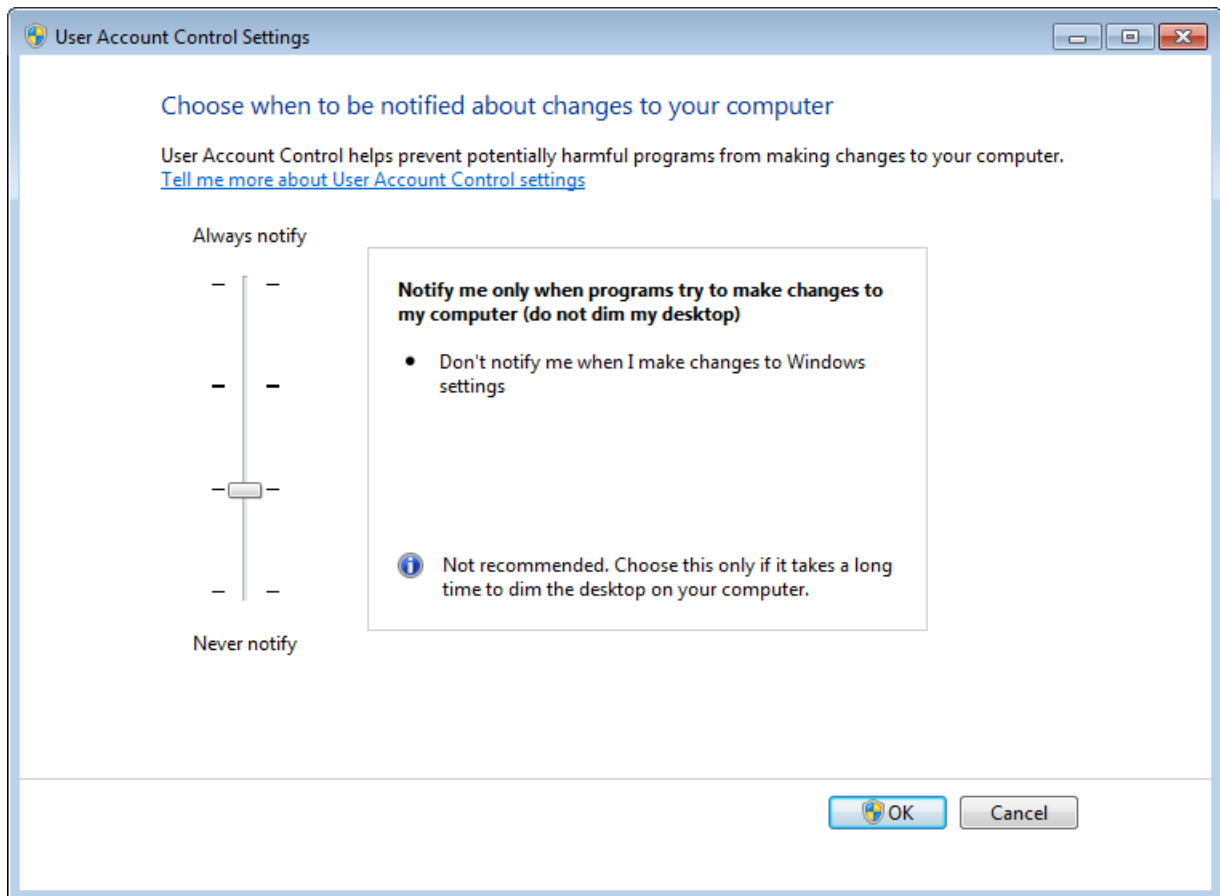 User Account Control Settings
Choose when to be notified about changes to your computer
User Account Control helps prevent potentially harmful programs from making changes to your computer.
Tell me more about User Account Control settings
Always notify
Notify me only when programs try to make changes to
my computer (do not dim my desktop)
• Don't notify me when I make changes to Windows
settings
Not recommended. Choose this only if it takes a long
time to dim the desktop on your computer.
Never notify
OK
Cancel